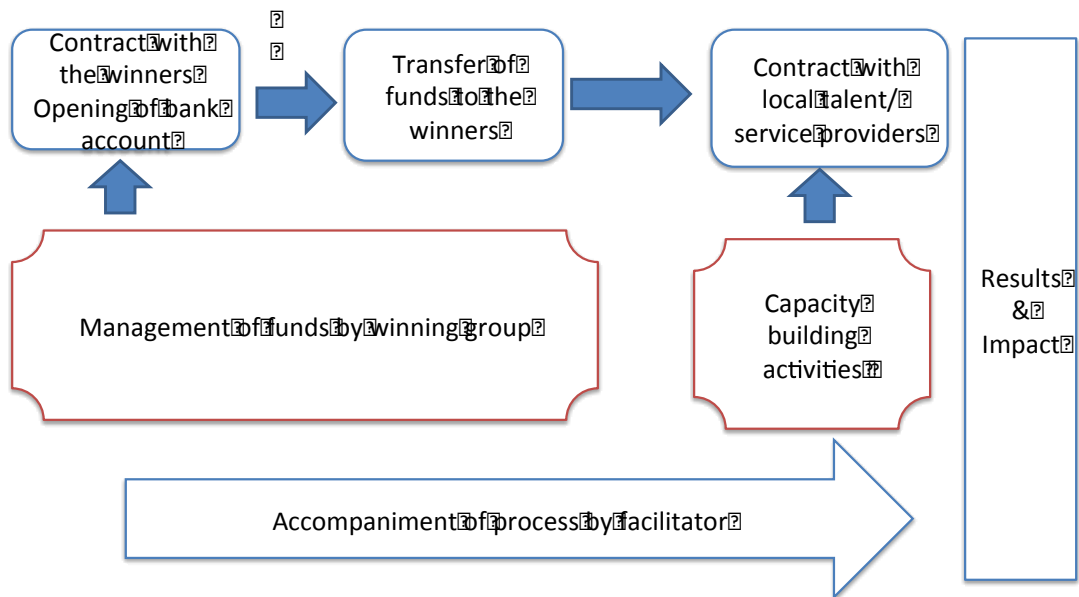 Contract with
the winners
Opening of bank
account
Transfer of
funds to the
winners
Contract with
local talent/
service providers
Management of funds by winning group
Capacity
building
activities
Results
&
Impact
Accompaniment of process by facilitator